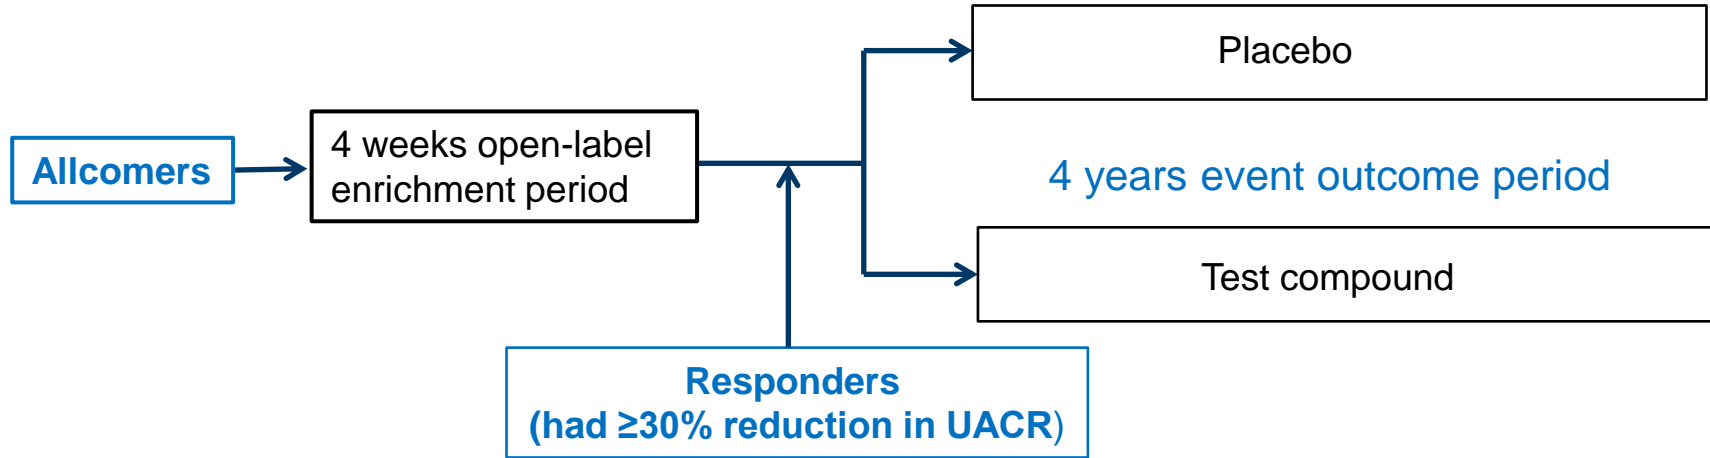 Allcomers
4 weeks open-label
enrichment period
Placebo
4 years event outcome period
Test compound
Responders
(had ≥30% reduction in UACR)